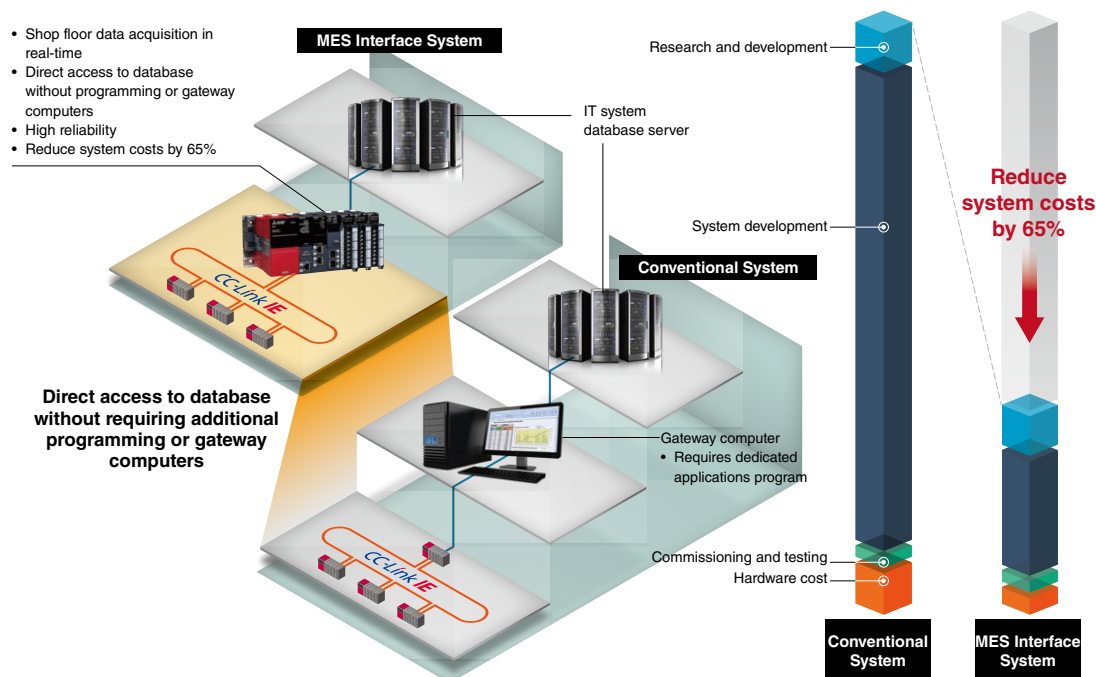 • Shop floor data acquisition in
real-time
• Direct access to database
without programming or gateway
computers
• High reliability
• Reduce system costs by 65%
MES Interface System
IT system
database server
CC-Link IE
Conventional System
Direct access to database
without requiring additional
programming or gateway
computers
Gateway computer
• Requires dedicated
applications program
CC-Link IE
Research and development
System development
Commissioning and testing
Hardware cost
Reduce
system costs
by 65%
Conventional
System
MES Interface
System